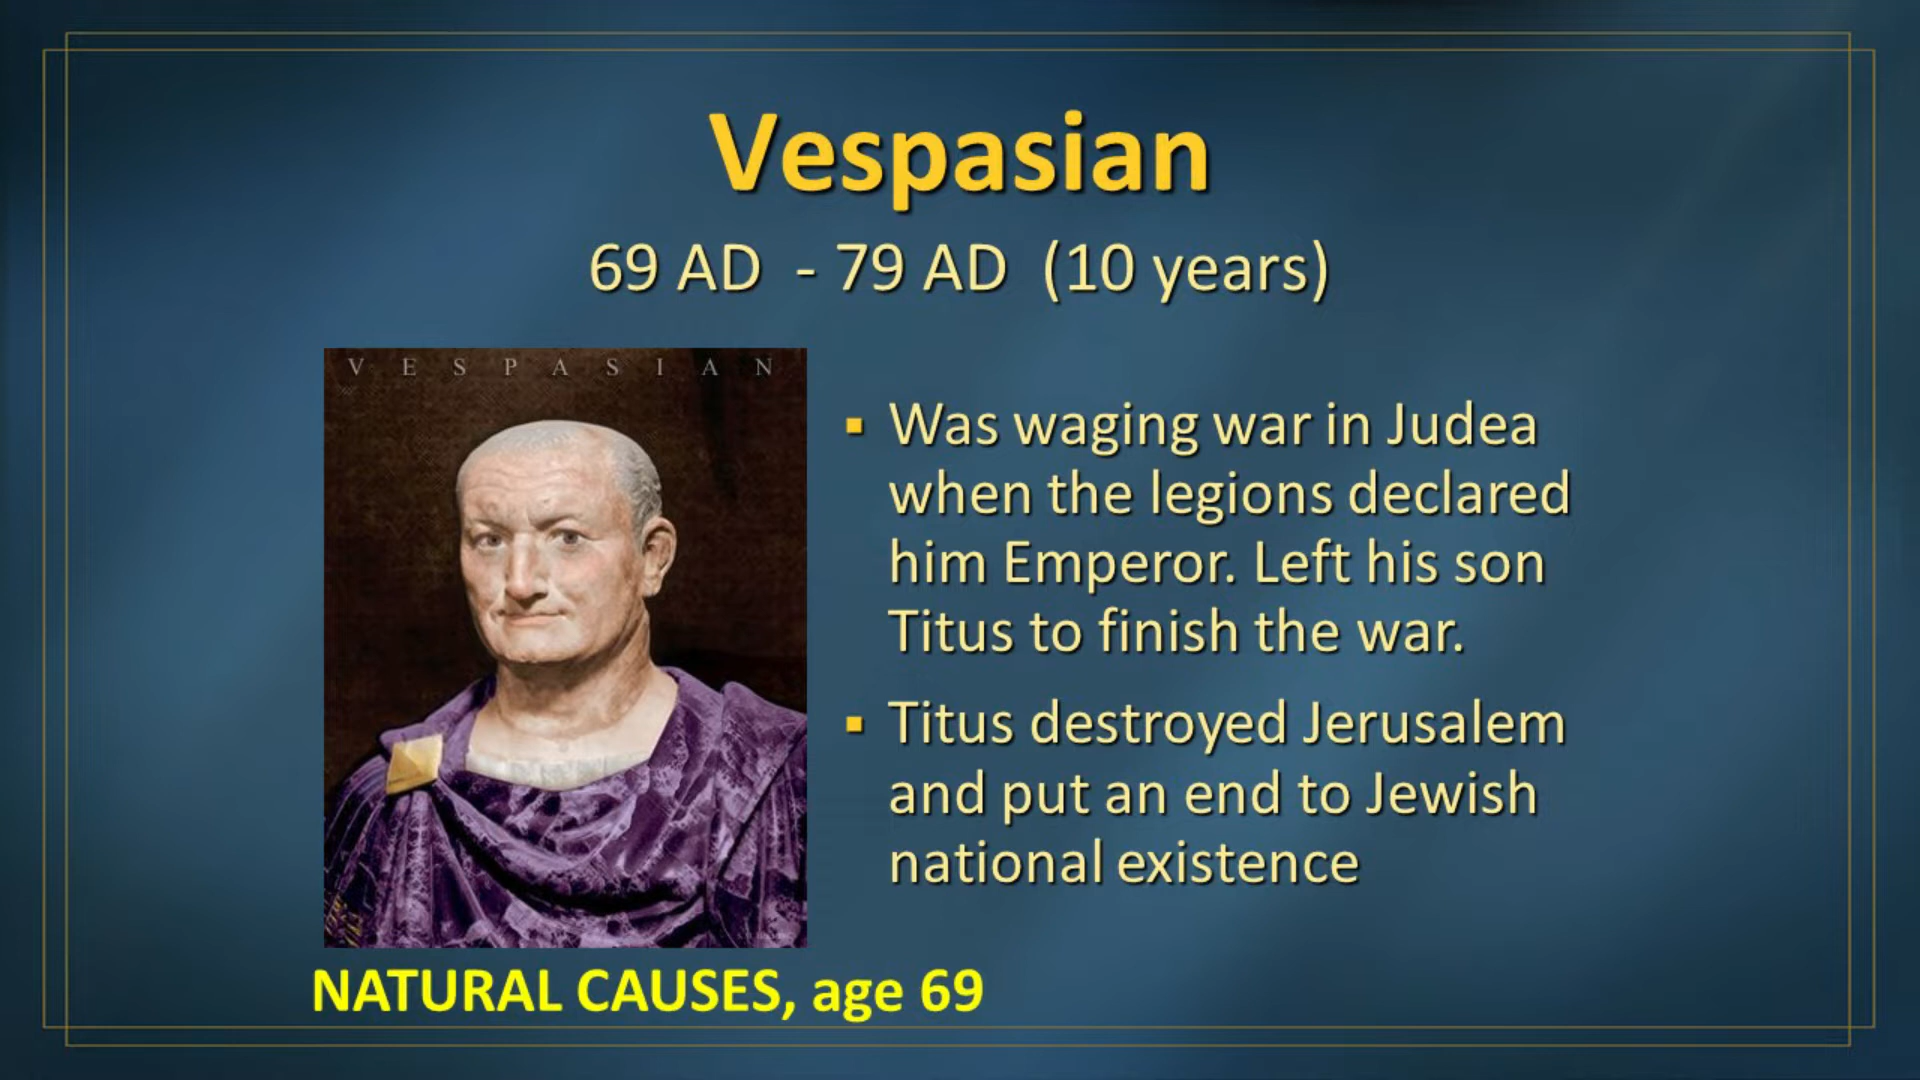 Vespasian
69 AD - 79 AD (10 years)
V E S P A S I A N
▪ Was waging war in Judea
when the legions declared
him Emperor. Left his son
Titus to finish the war.
▪ Titus destroyed Jerusalem
and put an end to Jewish
national existence
NATURAL CAUSES, age 69